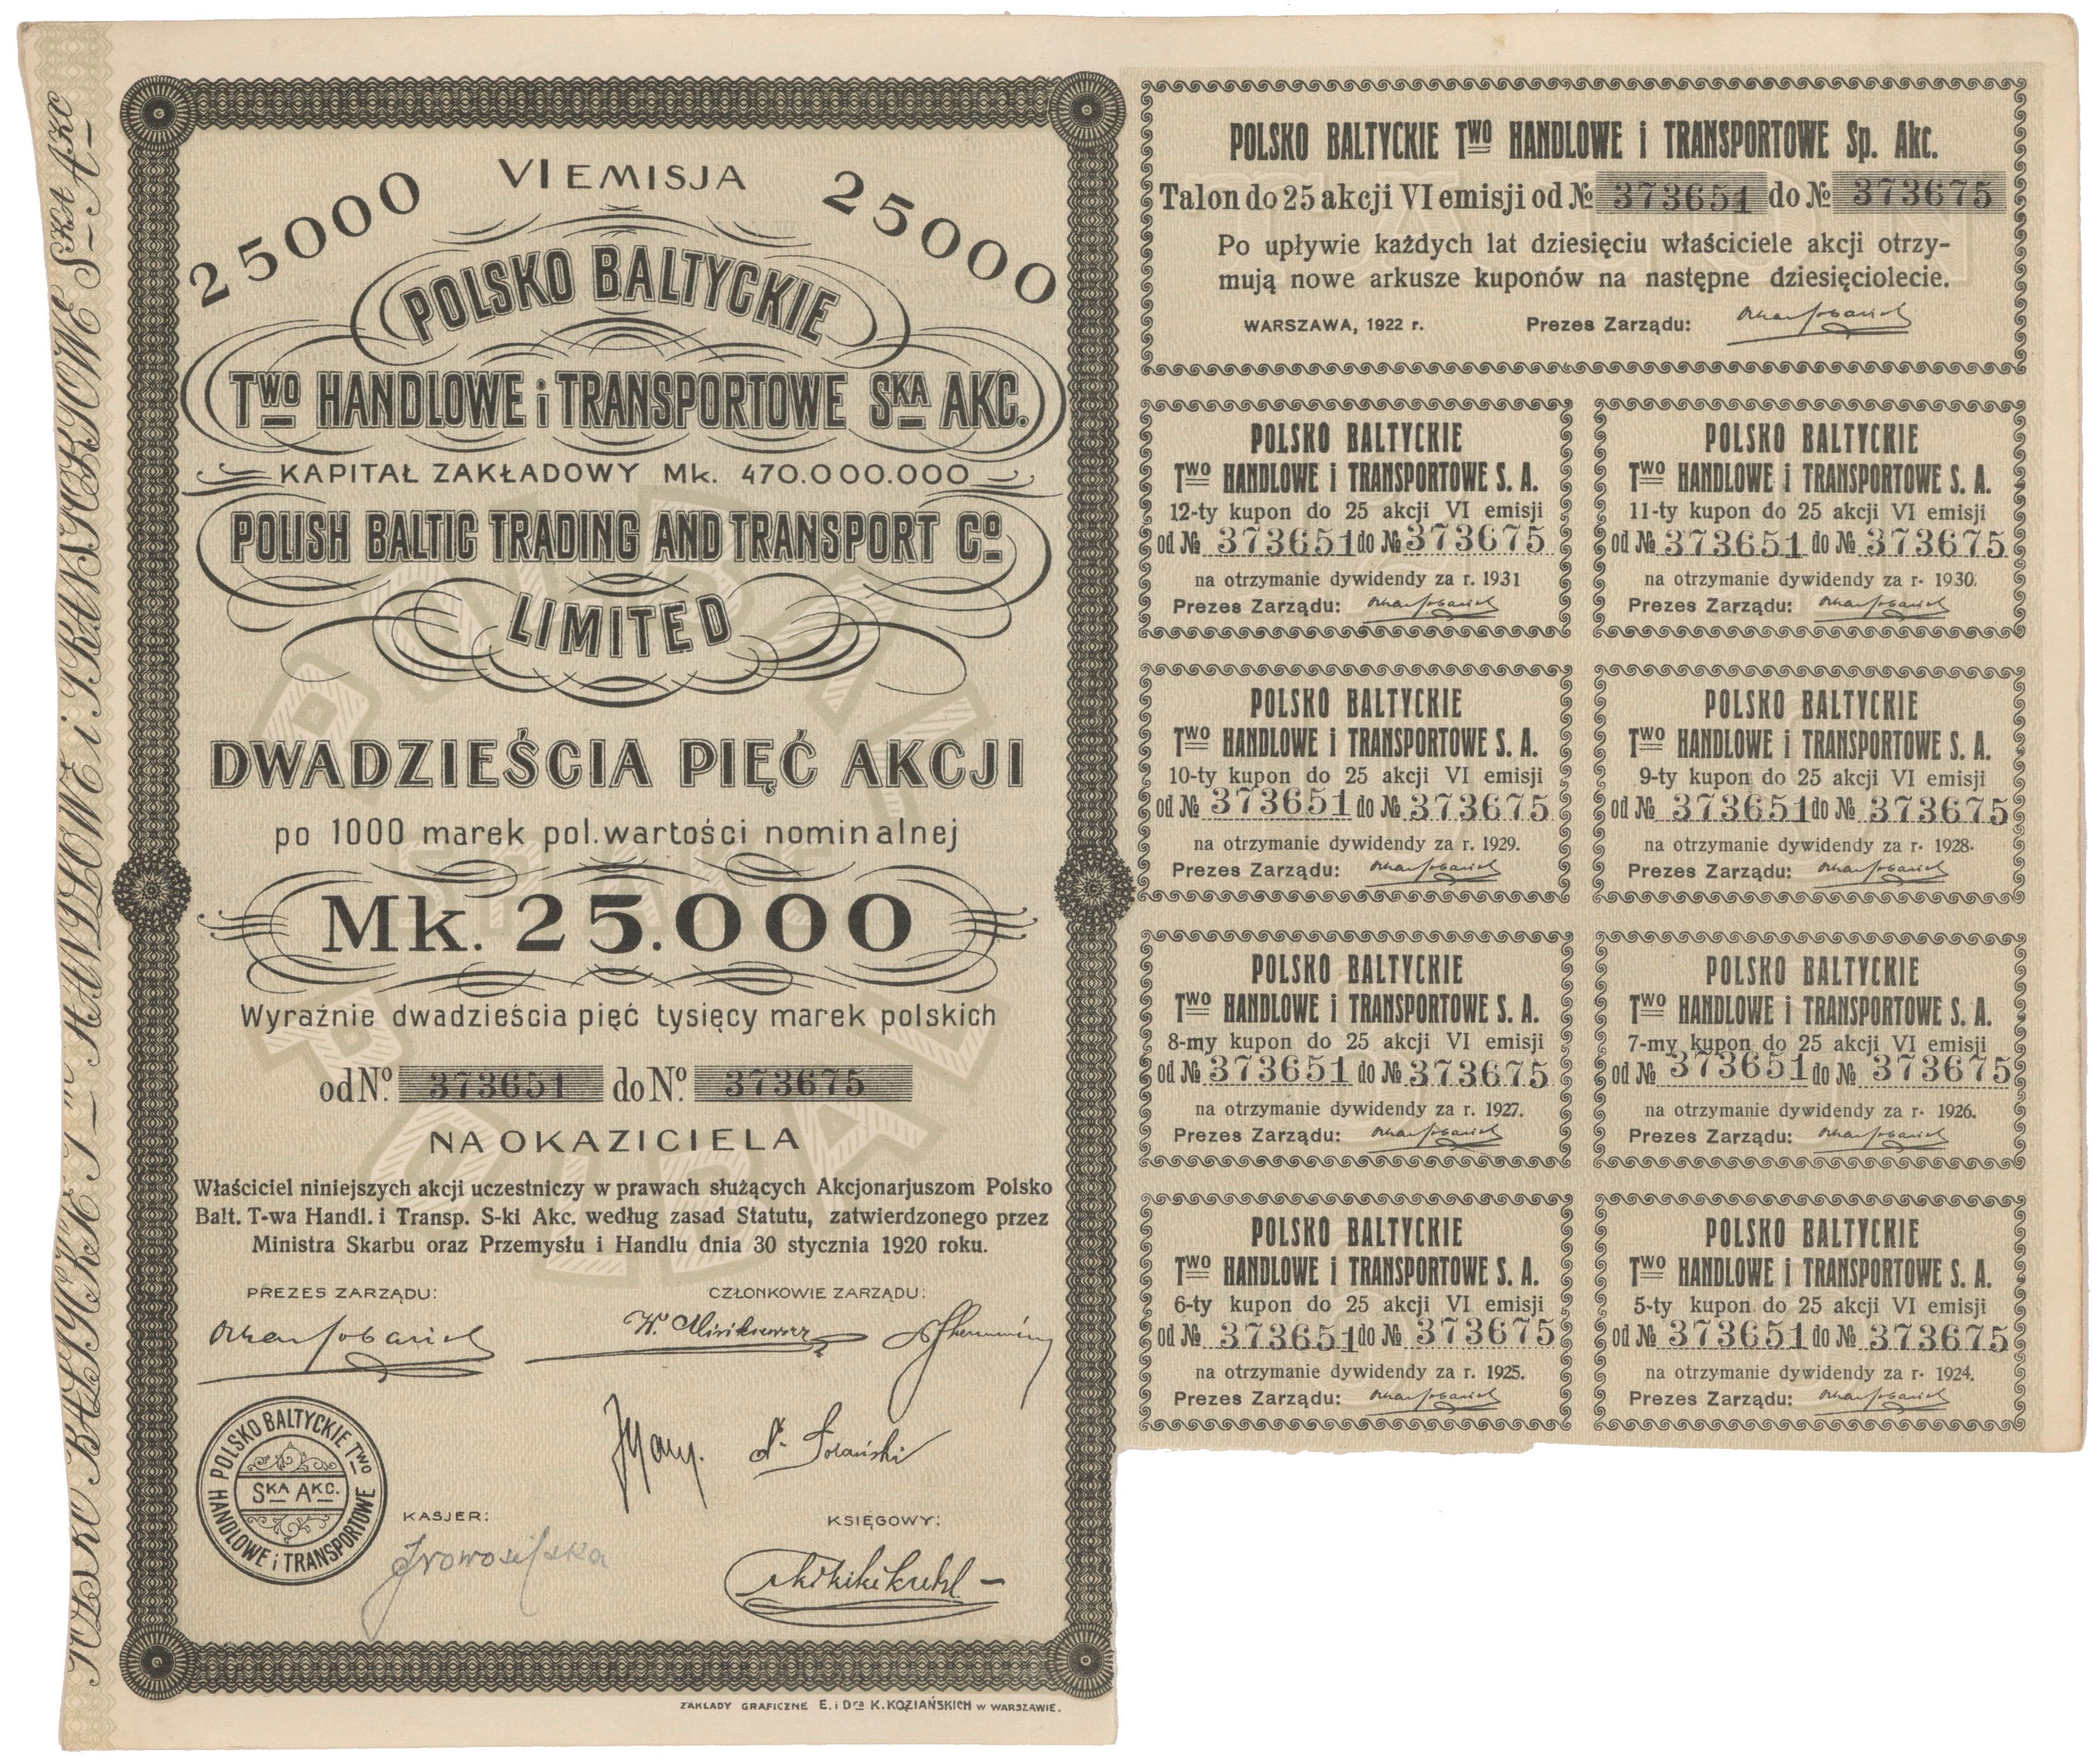 POLSKO BALTYCKIE T-wo HANDLOWE i TRANSPORTOWE SKA AKC
S-A-
VI EMISJA
25000 25000
POLSKO BALTYCKIE
TWO HANDLOWE i TRANSPORTOWE SKA AKC.
KAPITAŁ ZAKŁADOWY Mk. 470.000.000
POLISH BALTIC TRADING AND TRANSPORT Co
LIMITED
DWADZIEŚCIA PIĘĆ AKCJI
po 1000 marek pol. wartości nominalnej
Mk. 25.000
Wyraźnie dwadzieścia pięć tysięcy marek polskich
od No. 373651 do No. 373675
NA OKAZICIELA
Właściciel niniejszych akcji uczestniczy w prawach służących Akcjonarjuszom Polsko
Balt. T-wa Handl. i Transp. S-ki Akc. według zasad Statutu, zatwierdzonego przez
Ministra Skarbu oraz Przemysłu i Handlu dnia 30 stycznia 1920 roku.
PREZES ZARZĄDU: CZŁONKOWIE ZARZĄDU:
POLSKO BALTYCKIE TWO
SKA AKC.
HANDLOWE i TRANSPORTOWE
KASJER: KSIĘGOWY:
ZAKŁADY GRAFICZNE E. i Dra K. KOZIAŃSKICH w WARSZAWIE.
POLSKO BALTYCKIE TWO HANDLOWE i TRANSPORTOWE Sp. Akc.
Talon do 25 akcji VI emisji od № 373651 do № 373675
Po upływie każdych lat dziesięciu właściciele akcji otrzy-
mują nowe arkusze kuponów na następne dziesięciolecie.
WARSZAWA, 1922 r. Prezes Zarządu:
POLSKO BALTYCKIE
TWO HANDLOWE i TRANSPORTOWE S. A.
12-ty kupon do 25 akcji VI emisji
od № 373651 do № 373675
na otrzymanie dywidendy za r. 1931
Prezes Zarządu:
POLSKO BALTYCKIE
TWO HANDLOWE i TRANSPORTOWE S. A.
11-ty kupon do 25 akcji VI emisji
od № 373651 do № 373675
na otrzymanie dywidendy za r. 1930.
Prezes Zarządu:
POLSKO BALTYCKIE
TWO HANDLOWE i TRANSPORTOWE S. A.
10-ty kupon do 25 akcji VI emisji
od № 373651 do № 373675
na otrzymanie dywidendy za r. 1929.
Prezes Zarządu:
POLSKO BALTYCKIE
TWO HANDLOWE i TRANSPORTOWE S. A.
9-ty kupon do 25 akcji VI emisji
od № 373651 do № 373675
na otrzymanie dywidendy za r. 1928.
Prezes Zarządu:
POLSKO BALTYCKIE
TWO HANDLOWE i TRANSPORTOWE S. A.
8-my kupon do 25 akcji VI emisji
od № 373651 do № 373675
na otrzymanie dywidendy za r. 1927.
Prezes Zarządu:
POLSKO BALTYCKIE
TWO HANDLOWE i TRANSPORTOWE S. A.
7-my kupon do 25 akcji VI emisji
od № 373651 do № 373675
na otrzymanie dywidendy za r. 1926.
Prezes Zarządu:
POLSKO BALTYCKIE
TWO HANDLOWE i TRANSPORTOWE S. A.
6-ty kupon do 25 akcji VI emisji
od № 373651 do № 373675
na otrzymanie dywidendy za r. 1925.
Prezes Zarządu:
POLSKO BALTYCKIE
TWO HANDLOWE i TRANSPORTOWE S. A.
5-ty kupon do 25 akcji VI emisji
od № 373651 do № 373675
na otrzymanie dywidendy za r. 1924.
Prezes Zarządu: